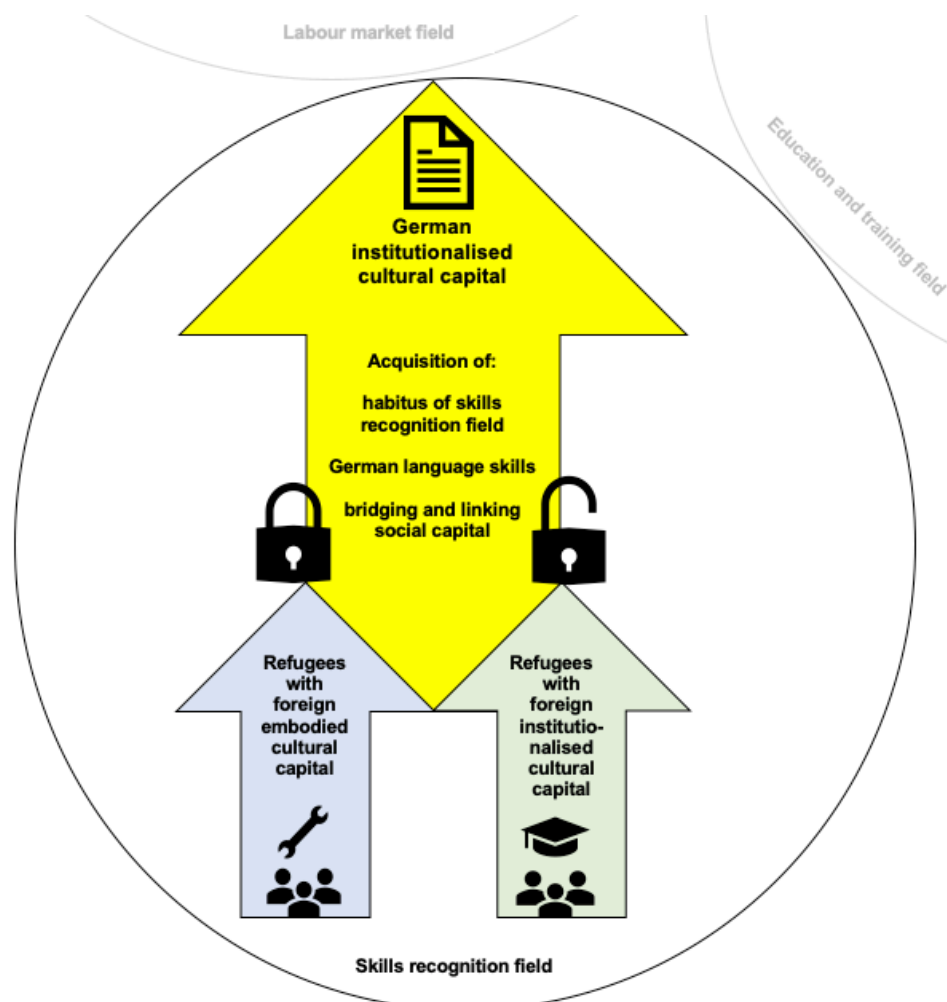 Labour market field
Education and training field
German
institutionalised
cultural capital
Acquisition of:
habitus of skills
recognition field
German language skills
bridging and linking
social capital
Refugees
with
foreign
embodied
cultural
capital
Refugees
with
foreign
institutio-
nalised
cultural
capital
Skills recognition field